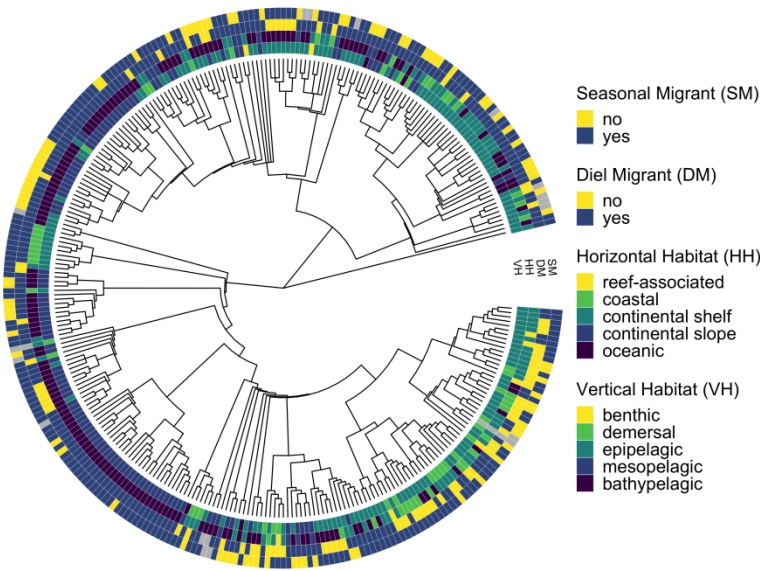 Seasonal Migrant (SM)
no
yes
Diel Migrant (DM)
no
yes
Horizontal Habitat (HH)
reef-associated
coastal
continental shelf
continental slope
oceanic
Vertical Habitat (VH)
benthic
demersal
epipelagic
mesopelagic
bathypelagic
SM
DM
HH
VH